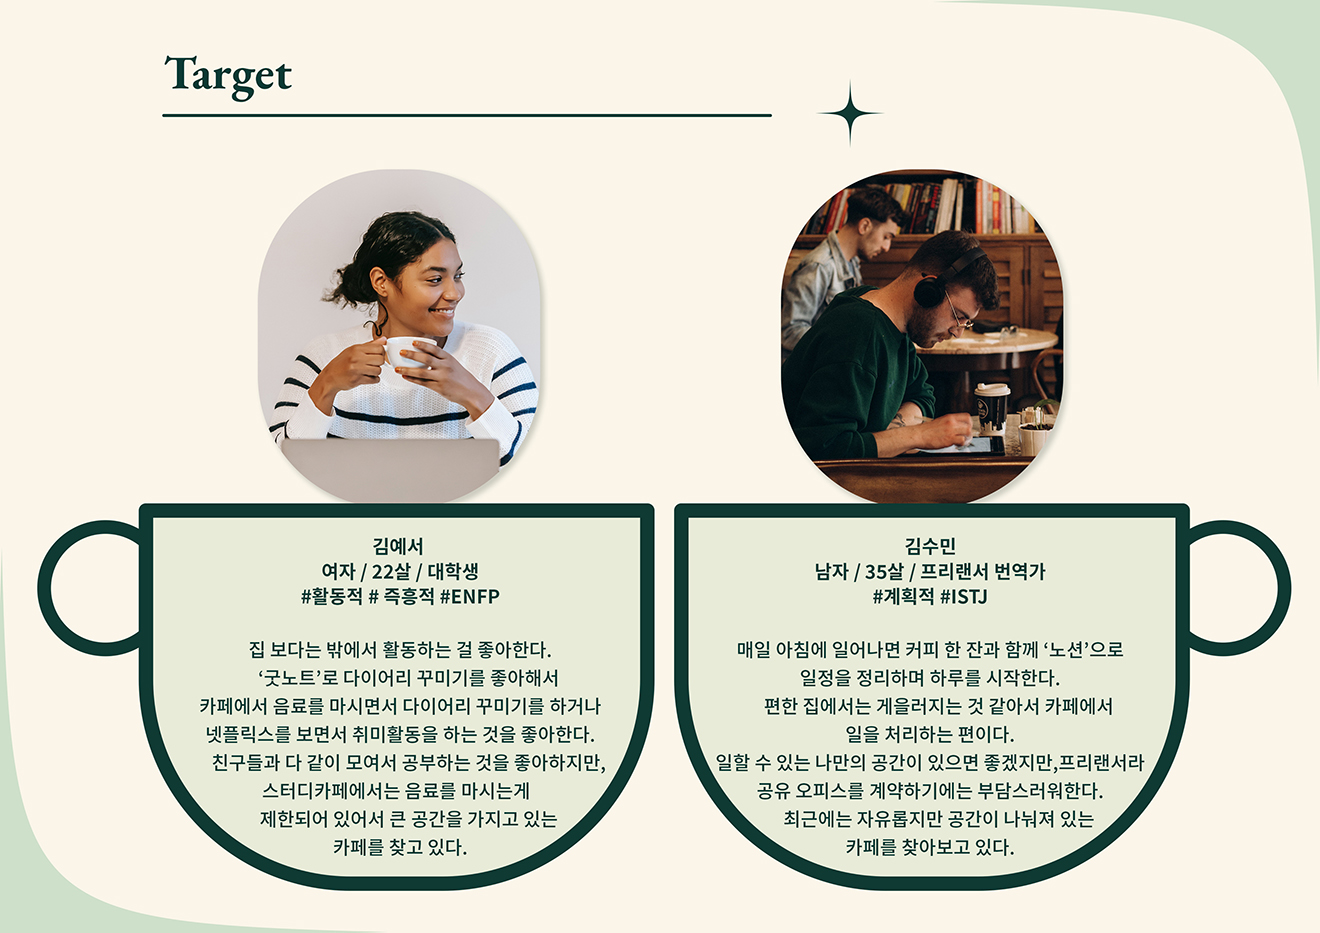 Target
김예서
여자 / 22살 / 대학생
#활동적 # 즉흥적 #ENFP
집 보다는 밖에서 활동하는 걸 좋아한다.
‘굿노트’로 다이어리 꾸미기를 좋아해서
카페에서 음료를 마시면서 다이어리 꾸미기를 하거나
넷플릭스를 보면서 취미활동을 하는 것을 좋아한다.
친구들과 다 같이 모여서 공부하는 것을 좋아하지만,
스터디카페에서는 음료를 마시는게
제한되어 있어서 큰 공간을 가지고 있는
카페를 찾고 있다.
김수민
남자 / 35살 / 프리랜서 번역가
#계획적 #ISTJ
매일 아침에 일어나면 커피 한 잔과 함께 ‘노션’으로
일정을 정리하며 하루를 시작한다.
편한 집에서는 게을러지는 것 같아서 카페에서
일을 처리하는 편이다.
일할 수 있는 나만의 공간이 있으면 좋겠지만,프리랜서라
공유 오피스를 계약하기에는 부담스러워한다.
최근에는 자유롭지만 공간이 나눠져 있는
카페를 찾아보고 있다.